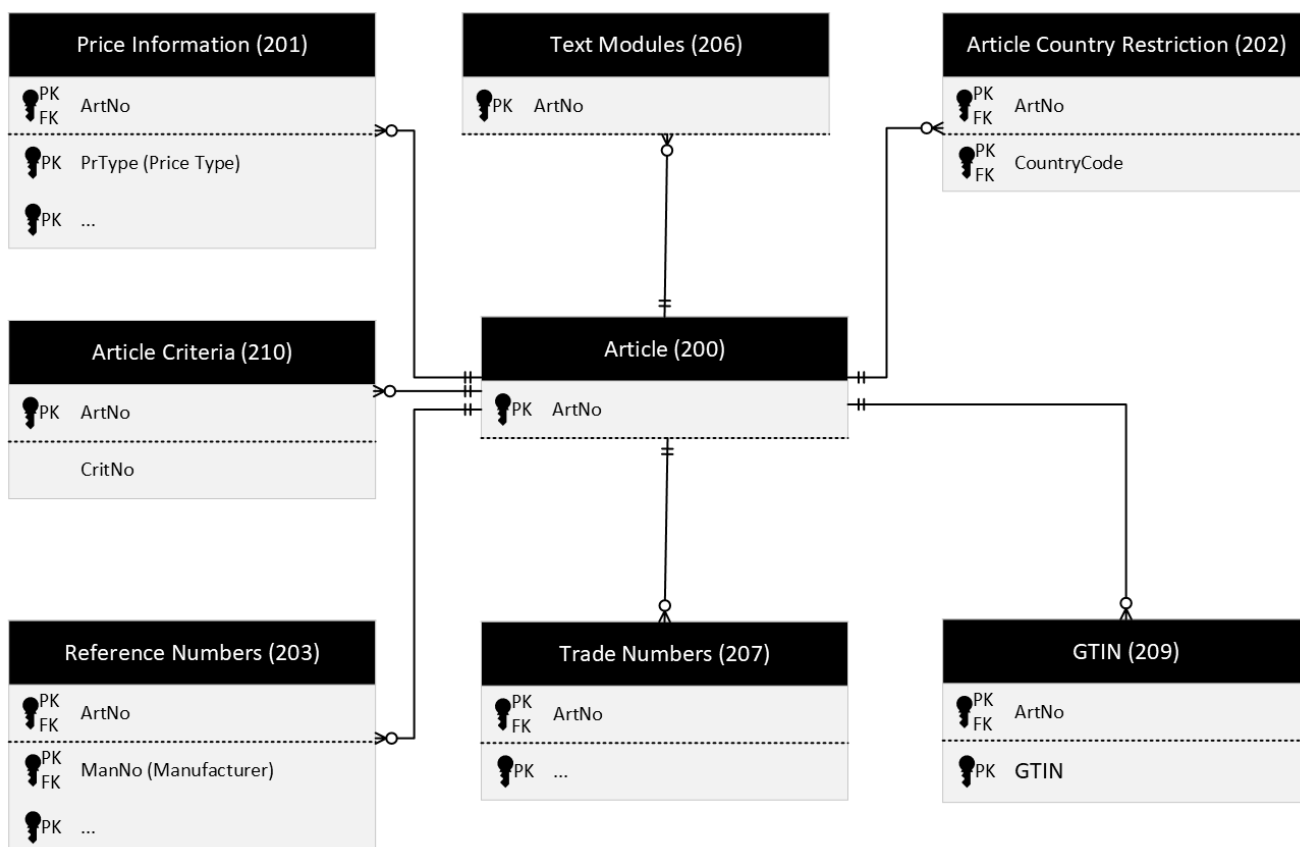 Price Information (201)
PK
FK
ArtNo
PK
PrType (Price Type)
PK
...
Text Modules (206)
PK
ArtNo
Article Country Restriction (202)
PK
FK
ArtNo
PK
FK
CountryCode
Article Criteria (210)
PK
ArtNo
CritNo
Article (200)
PK
ArtNo
Reference Numbers (203)
PK
FK
ArtNo
PK
FK
ManNo (Manufacturer)
PK
...
Trade Numbers (207)
PK
FK
ArtNo
PK
...
GTIN (209)
PK
FK
ArtNo
PK
GTIN